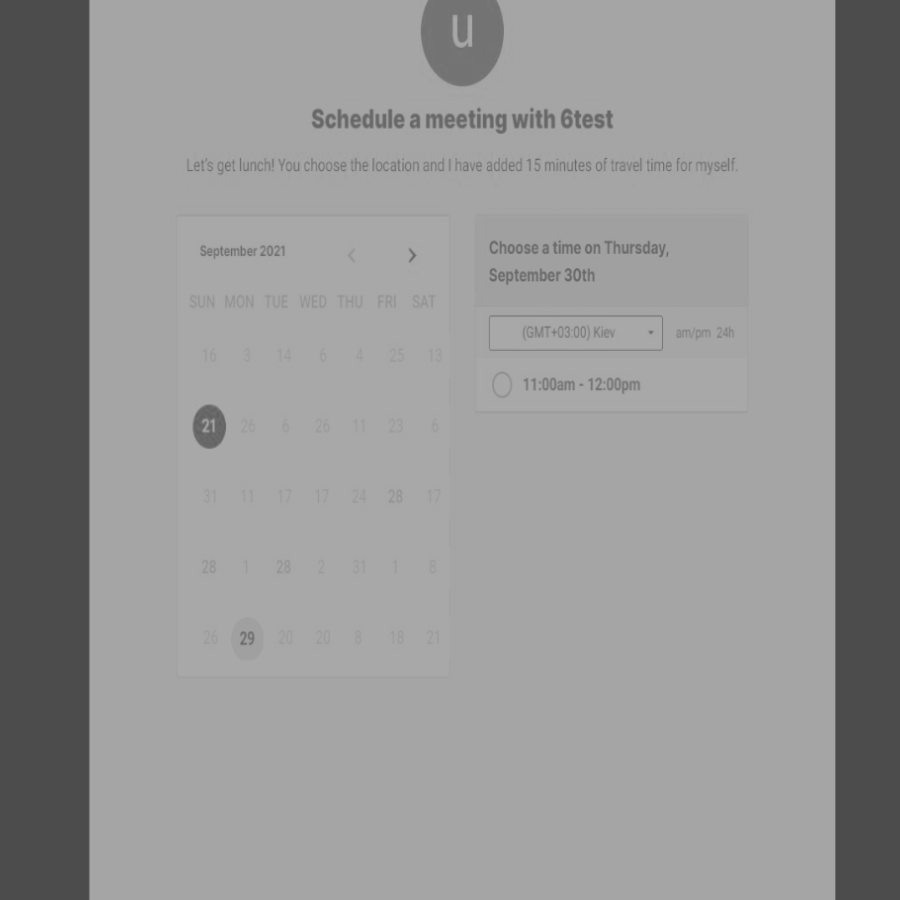 u
Schedule a meeting with 6test
Let's get lunch! You choose the location and I have added 15 minutes of travel time for myself.
September 2021
SUN MON TUE WED THU FRI SAT
16 3 14 6 4 25 13
21 26 6 26 11 23 6
31 11 17 17 24 28 17
28 1 28 2 31 1 8
26 29 20 20 8 18 21
Choose a time on Thursday,
September 30th
(GMT+03:00) Kiev am/pm 24h
11:00am - 12:00pm